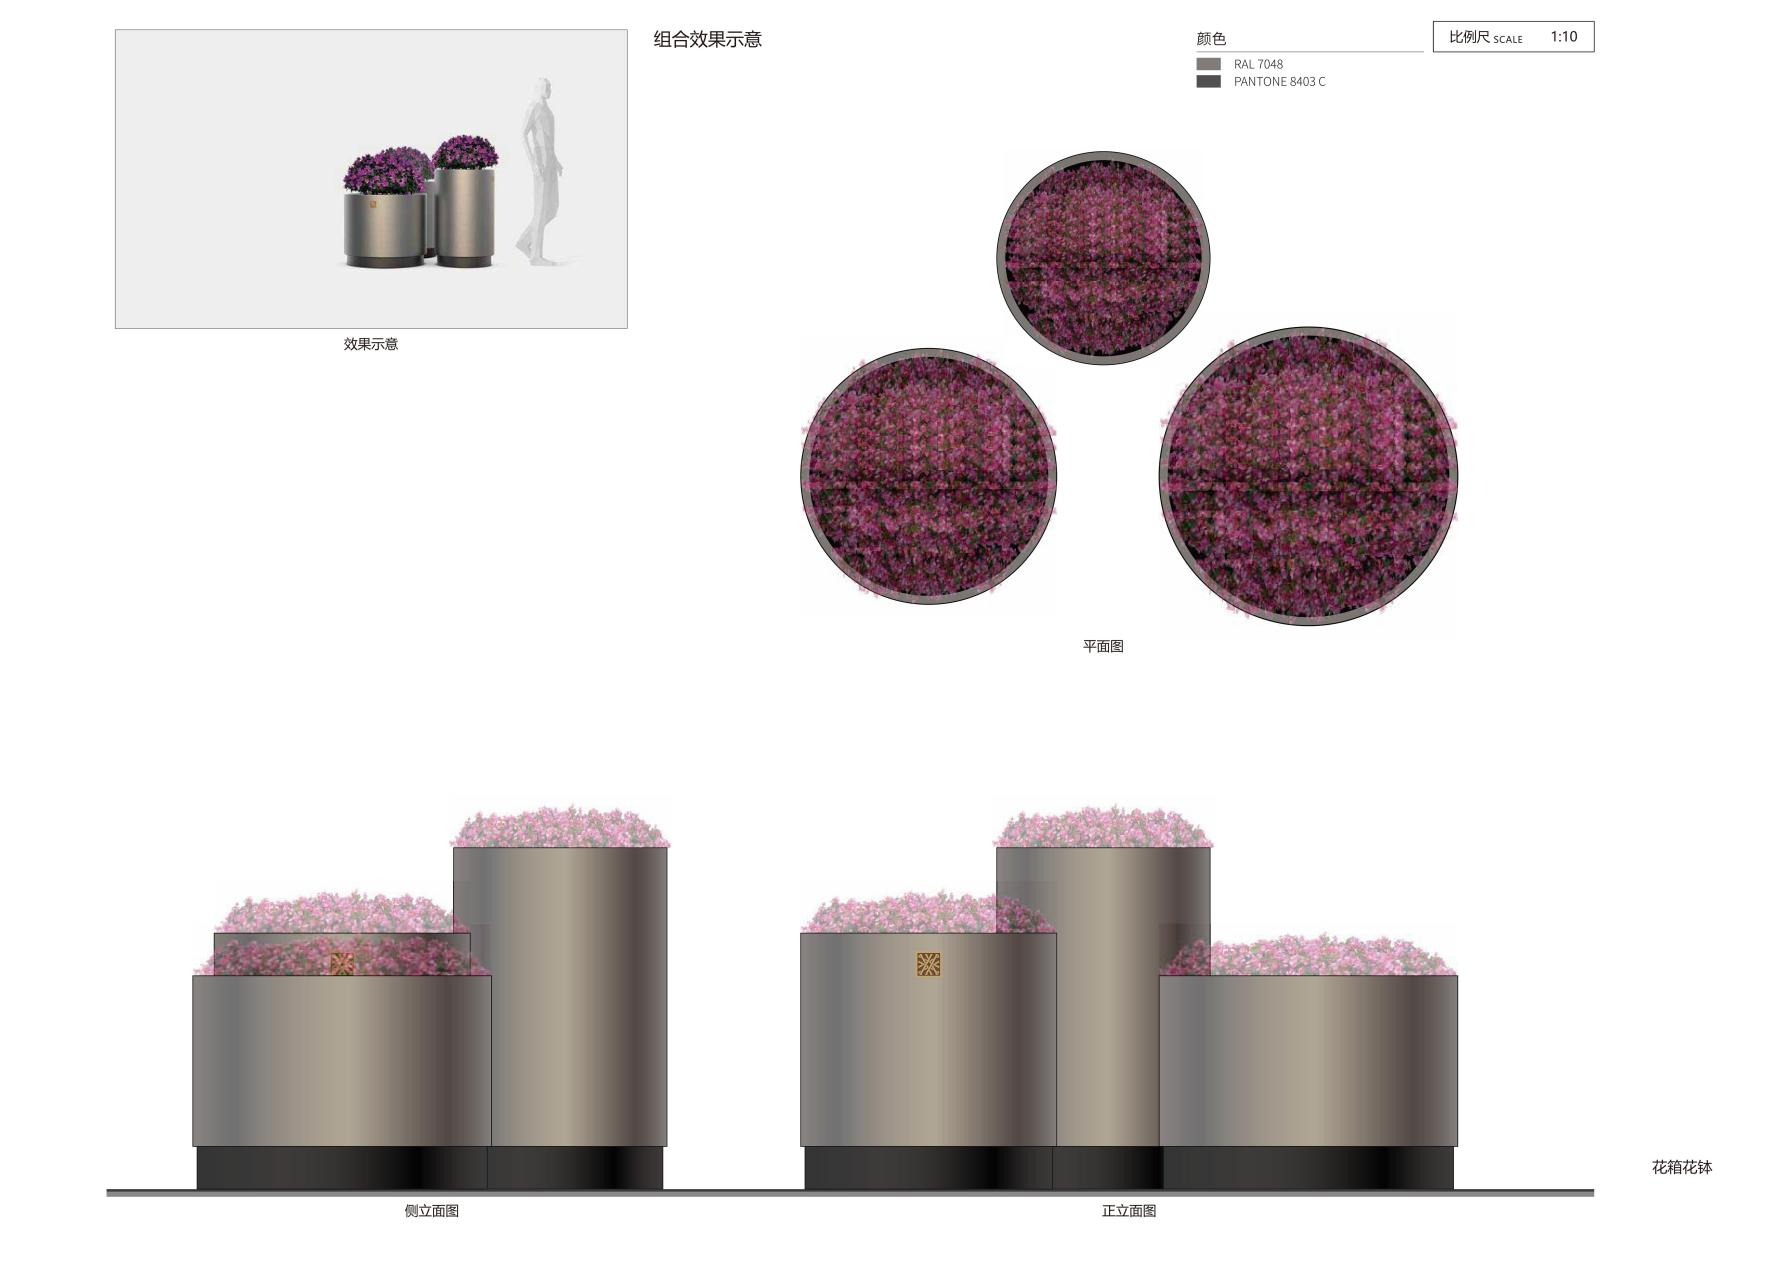 组合效果示意
颜色
比例尺 SCALE 1:10
RAL 7048
PANTONE 8403 C
效果示意
平面图
花箱花钵
侧立面图
正立面图